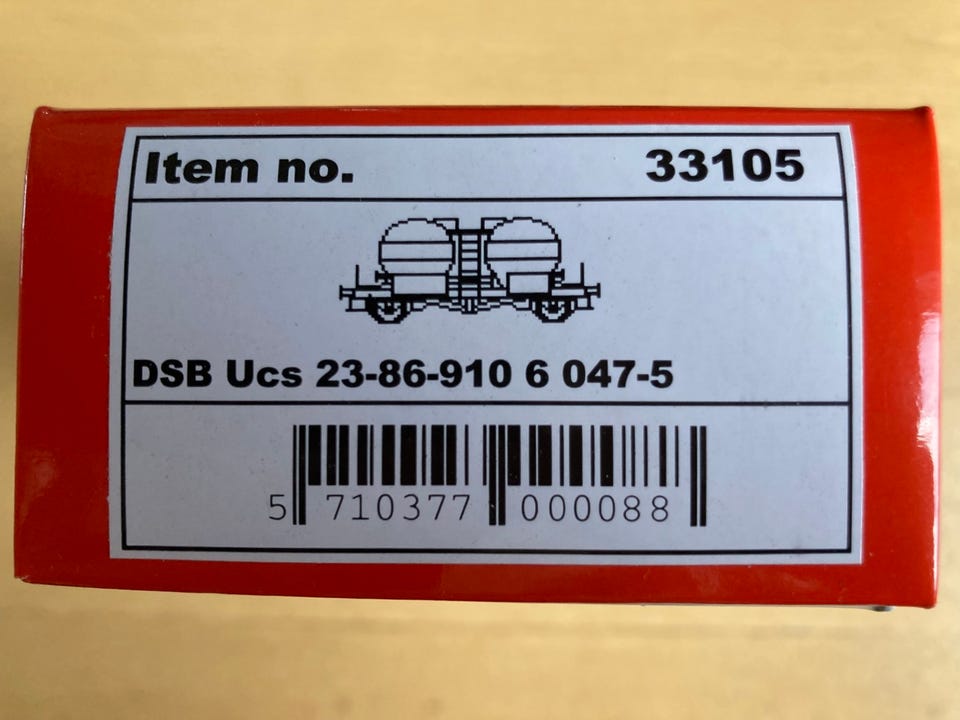 Item no. 33105
DSB Ucs 23-86-910 6 047-5
5 710377 000088